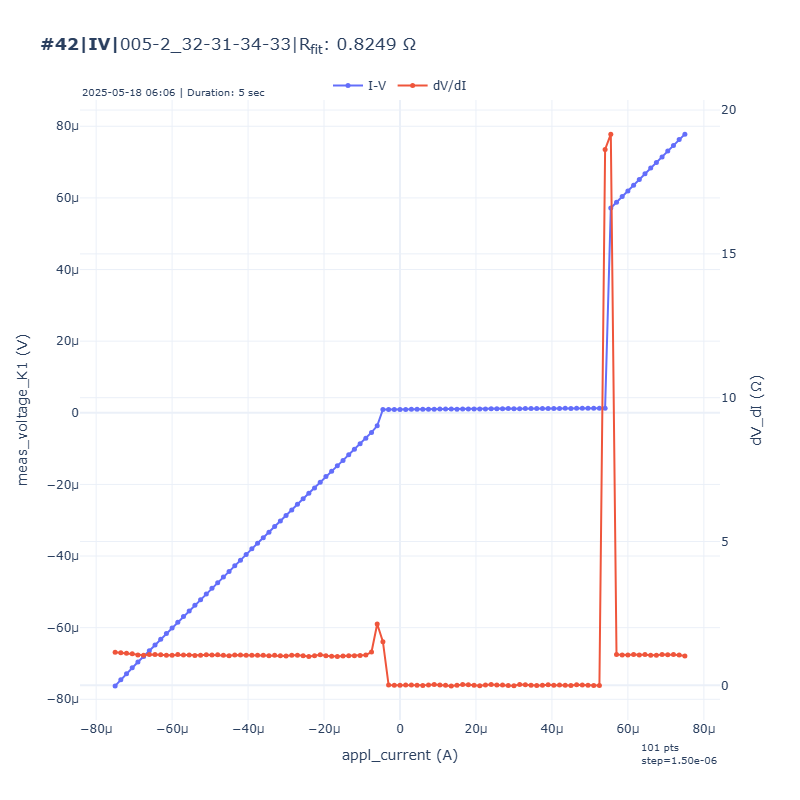 #42|IV|005-2_32-31-34-33|Rfit: 0.8249 Ω
2025-05-18 06:06 | Duration: 5 sec
I-V
dV/dI
80μ
60μ
40μ
20μ
0
−20μ
−40μ
−60μ
−80μ
meas_voltage_K1 (V)
20
15
10
5
0
dV_dI (Ω)
−80μ
−60μ
−40μ
−20μ
0
20μ
40μ
60μ
80μ
appl_current (A)
101 pts
step=1.50e-06